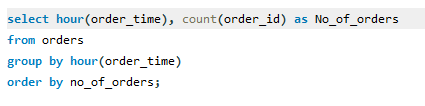 select hour(order_time), count(order_id) as No_of_orders
from orders
group by hour(order_time)
order by no_of_orders;